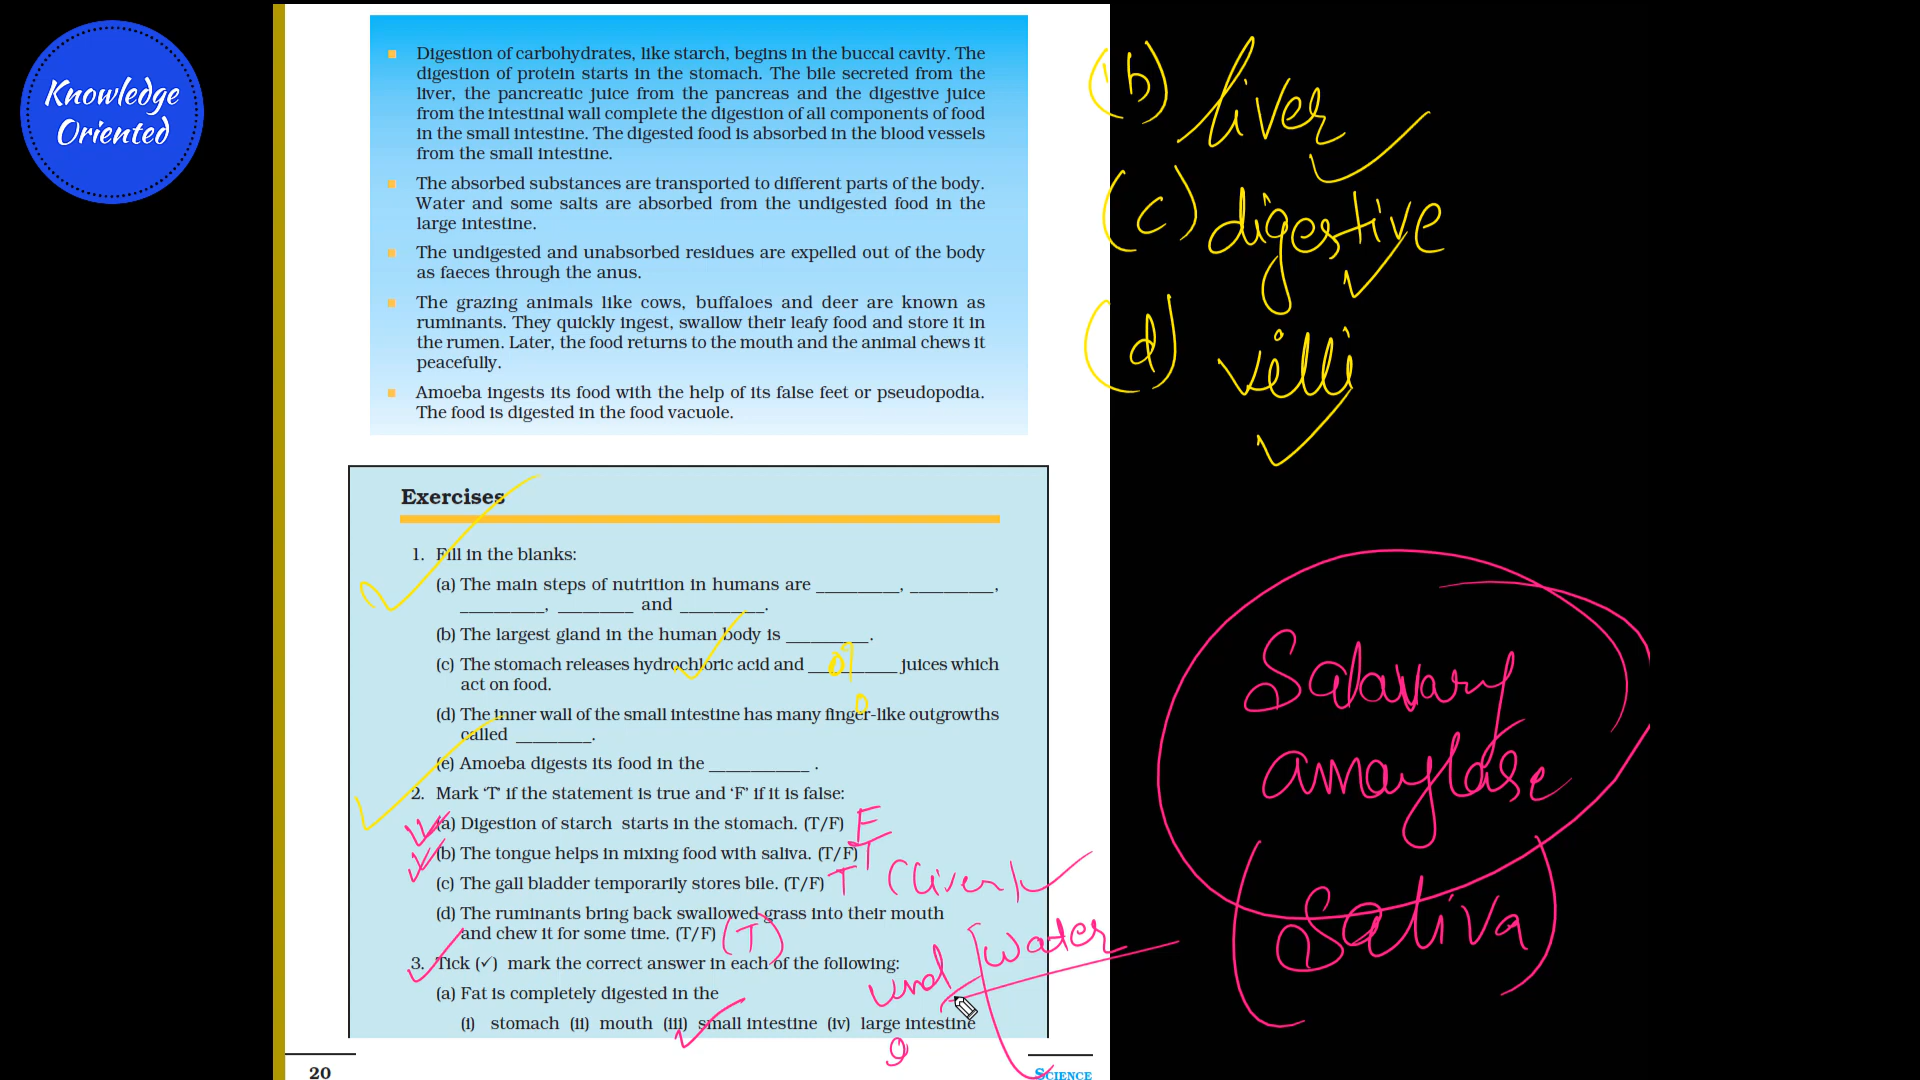 Knowledge
Oriented
Digestion of carbohydrates, like starch, begins in the buccal cavity. The
digestion of protein starts in the stomach. The bile secreted from the
liver, the pancreatic juice from the pancreas and the digestive juice
from the intestinal wall complete the digestion of all components of food
in the small intestine. The digested food is absorbed in the blood vessels
from the small intestine.
The absorbed substances are transported to different parts of the body.
Water and some salts are absorbed from the undigested food in the
large intestine.
The undigested and unabsorbed residues are expelled out of the body
as faeces through the anus.
The grazing animals like cows, buffaloes and deer are known as
ruminants. They quickly ingest, swallow their leafy food and store it in
the rumen. Later, the food returns to the mouth and the animal chews it
peacefully.
Amoeba ingests its food with the help of its false feet or pseudopodia.
The food is digested in the food vacuole.
Exercises
1. Fill in the blanks:
(a) The main steps of nutrition in humans are __________, __________,
__________, _________ and __________.
(b) The largest gland in the human body is __________.
(c) The stomach releases hydrochloric acid and ___________ juices which
act on food.
(d) The inner wall of the small intestine has many finger-like outgrowths
called _________.
(e) Amoeba digests its food in the ____________ .
2. Mark ‘T’ if the statement is true and ‘F’ if it is false:
(a) Digestion of starch starts in the stomach. (T/F) F
(b) The tongue helps in mixing food with saliva. (T/F) T
(c) The gall bladder temporarily stores bile. (T/F) T (liver)
(d) The ruminants bring back swallowed grass into their mouth
and chew it for some time. (T/F) (T)
3. Tick (✓) mark the correct answer in each of the following:
(a) Fat is completely digested in the
(i) stomach (ii) mouth (iii) small intestine (iv) large intestine
20
SCIENCE
water
und
(b) liver
(c) digestive
(d) villi
Salavary
amaylase
(Saliva)